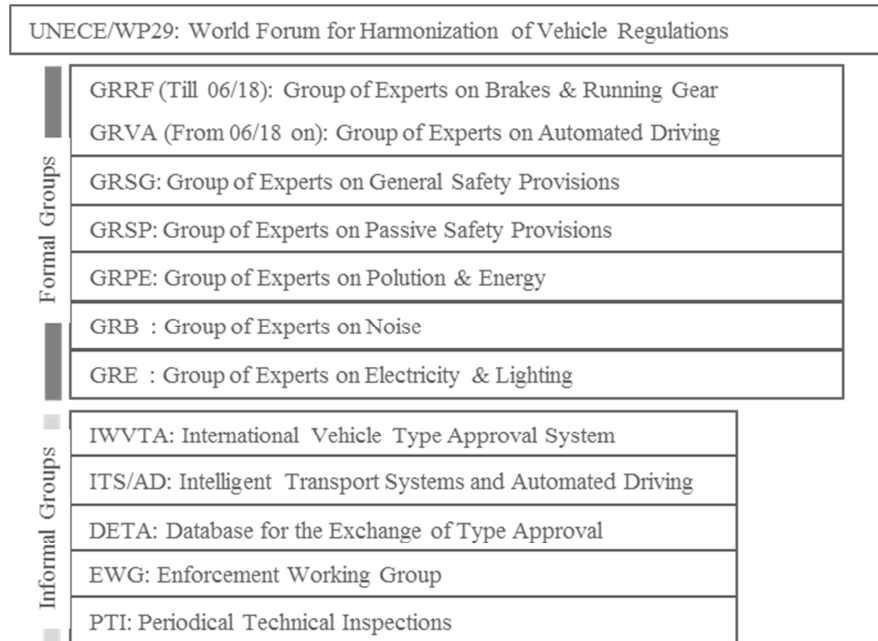 UNECE/WP29: World Forum for Harmonization of Vehicle Regulations
Formal Groups
GRRF (Till 06/18): Group of Experts on Brakes & Running Gear
GRVA (From 06/18 on): Group of Experts on Automated Driving
GRSG: Group of Experts on General Safety Provisions
GRSP: Group of Experts on Passive Safety Provisions
GRPE: Group of Experts on Polution & Energy
GRB : Group of Experts on Noise
GRE : Group of Experts on Electricity & Lighting
Informal Groups
IWVTA: International Vehicle Type Approval System
ITS/AD: Intelligent Transport Systems and Automated Driving
DETA: Database for the Exchange of Type Approval
EWG: Enforcement Working Group
PTI: Periodical Technical Inspections